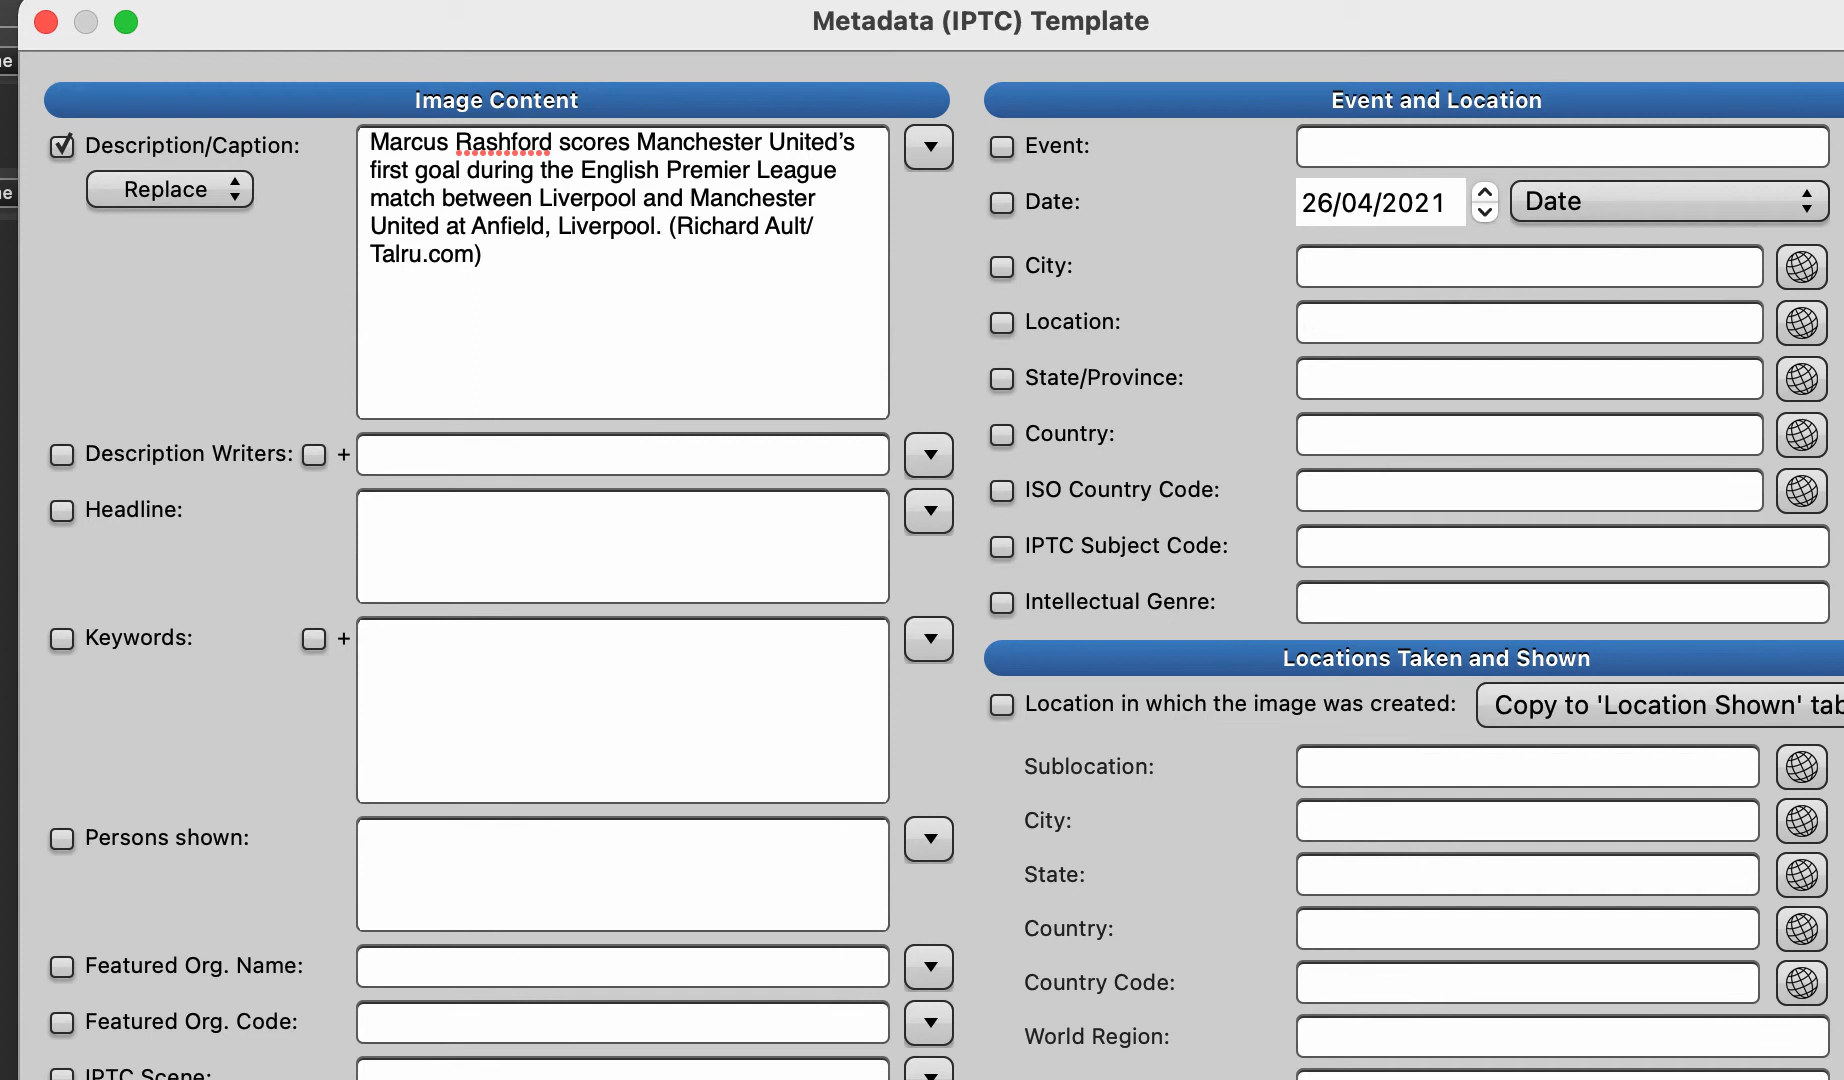 Metadata (IPTC) Template
ne
ne
Image Content
Description/Caption:
Replace
Marcus Rashford scores Manchester United’s
first goal during the English Premier League
match between Liverpool and Manchester
United at Anfield, Liverpool. (Richard Ault/
Talru.com)
Description Writers: +
Headline:
Keywords: +
Persons shown:
Featured Org. Name:
Featured Org. Code:
IPTC Scene:
Event and Location
Event:
Date: 26/04/2021 Date
City:
Location:
State/Province:
Country:
ISO Country Code:
IPTC Subject Code:
Intellectual Genre:
Locations Taken and Shown
Location in which the image was created: Copy to 'Location Shown' tab
Sublocation:
City:
State:
Country:
Country Code:
World Region: